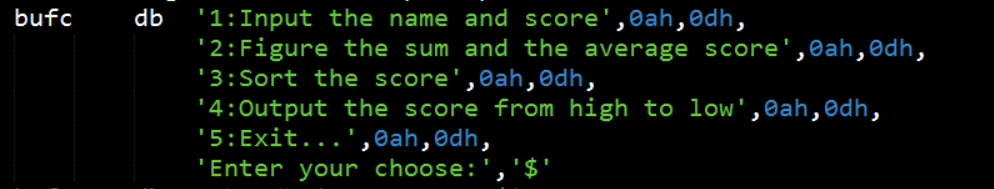 bufc db '1:Input the name and score',0ah,0dh,
'2:Figure the sum and the average score',0ah,0dh,
'3:Sort the score',0ah,0dh,
'4:Output the score from high to low',0ah,0dh,
'5:Exit...',0ah,0dh,
'Enter your choose:','$'